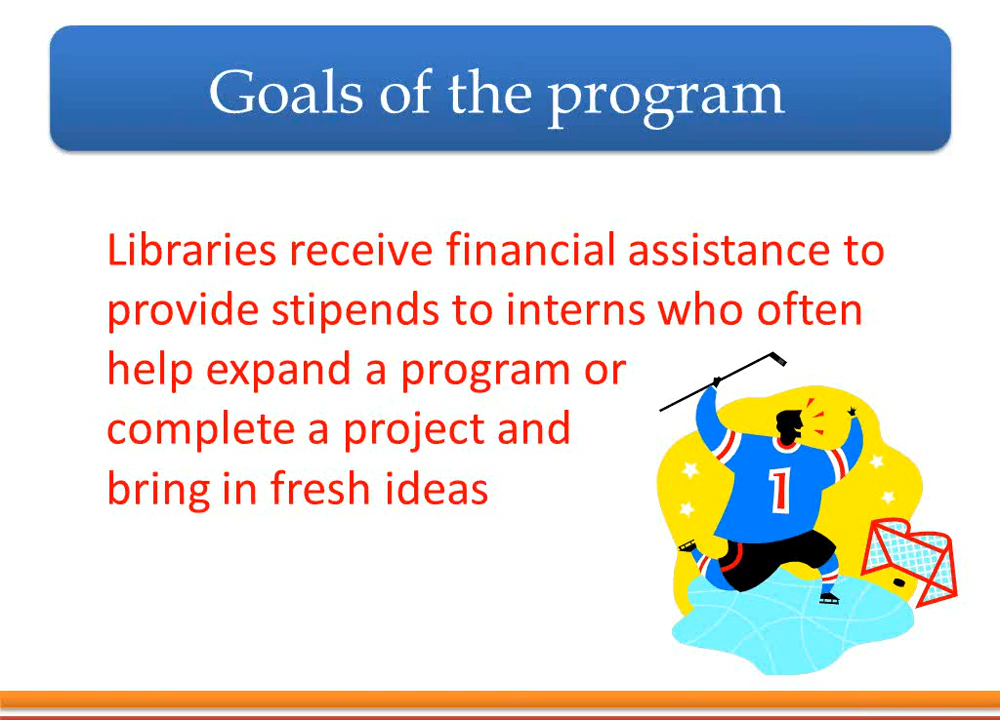 Goals of the program
Libraries receive financial assistance to
provide stipends to interns who often
help expand a program or
complete a project and
bring in fresh ideas
1